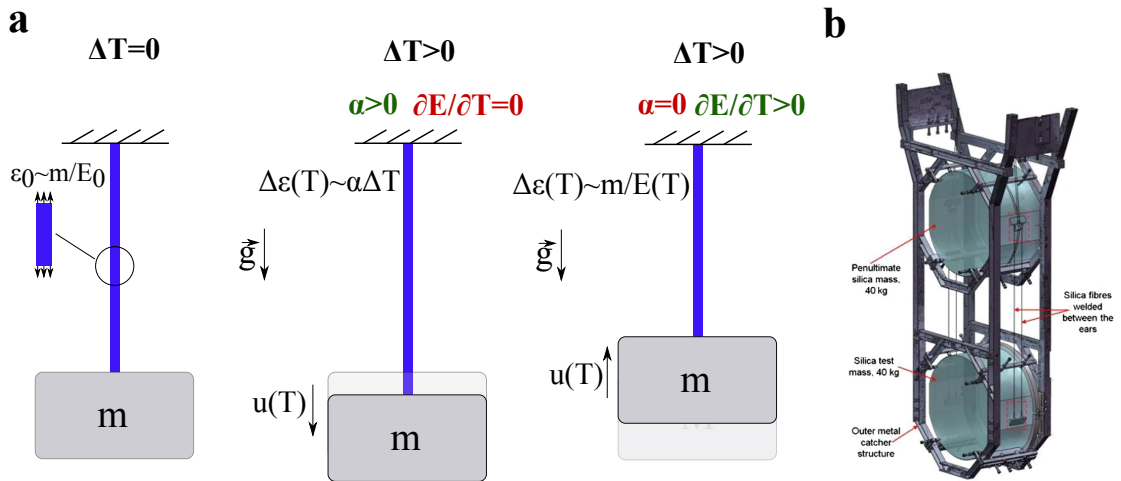 a
b
ΔT=0
ΔT>0
ΔT>0
α>0 ∂E/∂T=0
α=0 ∂E/∂T>0
ε₀~m/E₀
Δε(T)~αΔT
Δε(T)~m/E(T)
g⃗
g⃗
u(T)
u(T)
m
m
m
Penultimate
silica mass,
40 kg
Silica fibres
welded
between the
ears
Silica test
mass, 40 kg
Outer metal
catcher
structure